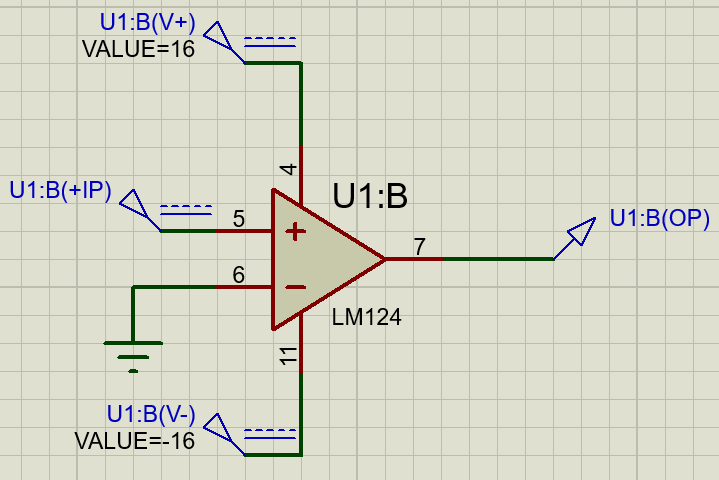 U1:B(V+)
VALUE=16
4
U1:B(+IP)
5
U1:B
U1:B(OP)
7
6
LM124
11
U1:B(V-)
VALUE=-16